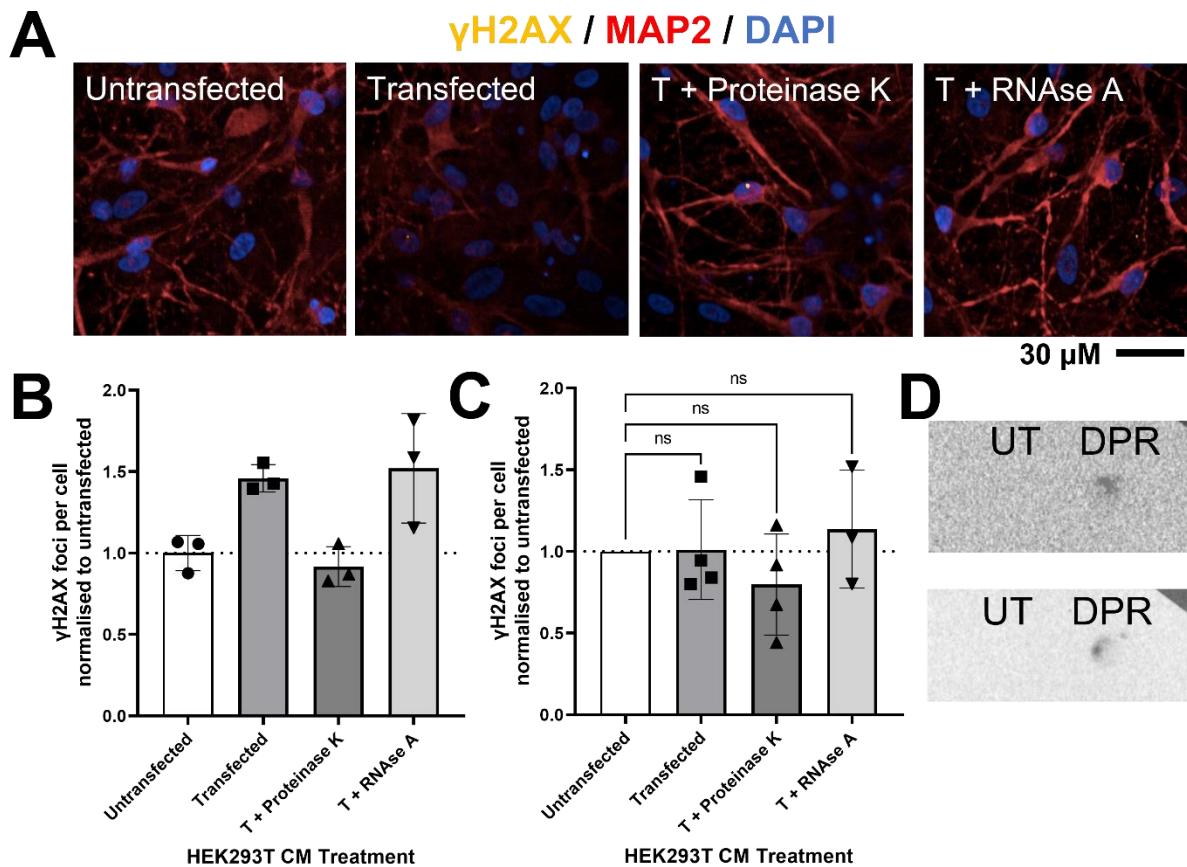 A
γH2AX / MAP2 / DAPI
Untransfected
Transfected
T + Proteinase K
T + RNAse A
30 µM
B
γH2AX foci per cell
normalised to untransfected
2.0
1.5
1.0
0.5
0.0
Untransfected
Transfected
T + Proteinase K
T + RNAse A
HEK293T CM Treatment
C
γH2AX foci per cell
normalised to untransfected
2.0
1.5
1.0
0.5
0.0
ns
ns
ns
Untransfected
Transfected
T + Proteinase K
T + RNAse A
HEK293T CM Treatment
D
UT DPR
UT DPR